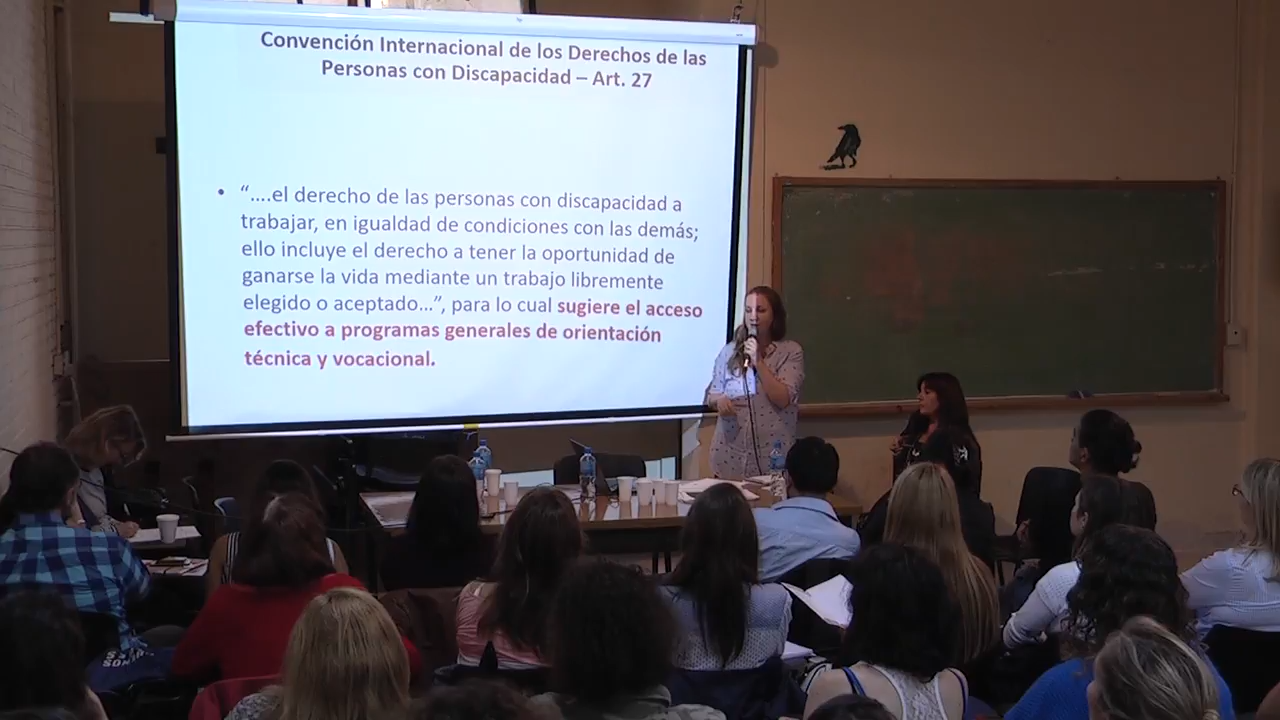 Convención Internacional de los Derechos de las
Personas con Discapacidad – Art. 27
• “....el derecho de las personas con discapacidad a
trabajar, en igualdad de condiciones con las demás;
ello incluye el derecho a tener la oportunidad de
ganarse la vida mediante un trabajo libremente
elegido o aceptado...”, para lo cual sugiere el acceso
efectivo a programas generales de orientación
técnica y vocacional.